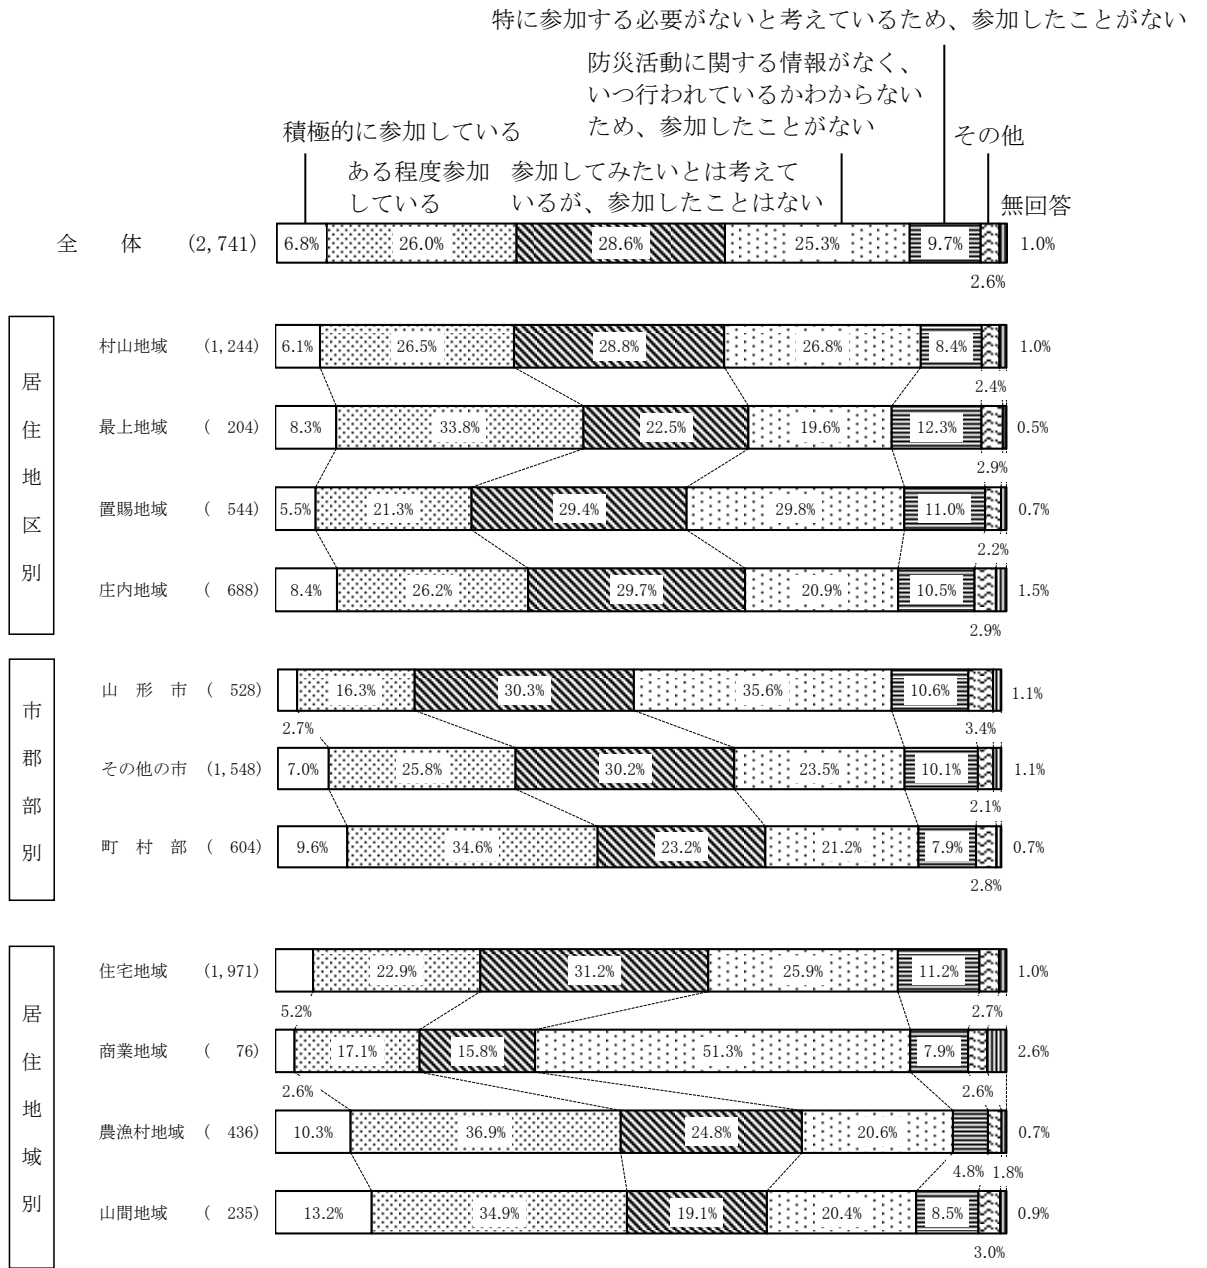 特に参加する必要がないと考えているため、参加したことがない
防災活動に関する情報がなく、
いつ行われているかわからない
ため、参加したことがない
積極的に参加している
その他
ある程度参加
している
参加してみたいとは考えて
いるが、参加したことはない
無回答
全 体 (2,741) 6.8% 26.0% 28.6% 25.3% 9.7% 1.0%
2.6%
居住地区別
村山地域 (1,244) 6.1% 26.5% 28.8% 26.8% 8.4% 1.0%
2.4%
最上地域 ( 204) 8.3% 33.8% 22.5% 19.6% 12.3% 0.5%
2.9%
置賜地域 ( 544) 5.5% 21.3% 29.4% 29.8% 11.0% 0.7%
2.2%
庄内地域 ( 688) 8.4% 26.2% 29.7% 20.9% 10.5% 1.5%
2.9%
市郡部別
山 形 市 ( 528) 16.3% 30.3% 35.6% 10.6% 1.1%
2.7% 3.4%
その他の市 (1,548) 7.0% 25.8% 30.2% 23.5% 10.1% 1.1%
2.1%
町 村 部 ( 604) 9.6% 34.6% 23.2% 21.2% 7.9% 0.7%
2.8%
居住地域別
住宅地域 (1,971) 22.9% 31.2% 25.9% 11.2% 1.0%
5.2% 2.7%
商業地域 ( 76) 17.1% 15.8% 51.3% 7.9% 2.6%
2.6% 2.6%
農漁村地域 ( 436) 10.3% 36.9% 24.8% 20.6% 0.7%
4.8% 1.8%
山間地域 ( 235) 13.2% 34.9% 19.1% 20.4% 8.5% 0.9%
3.0%